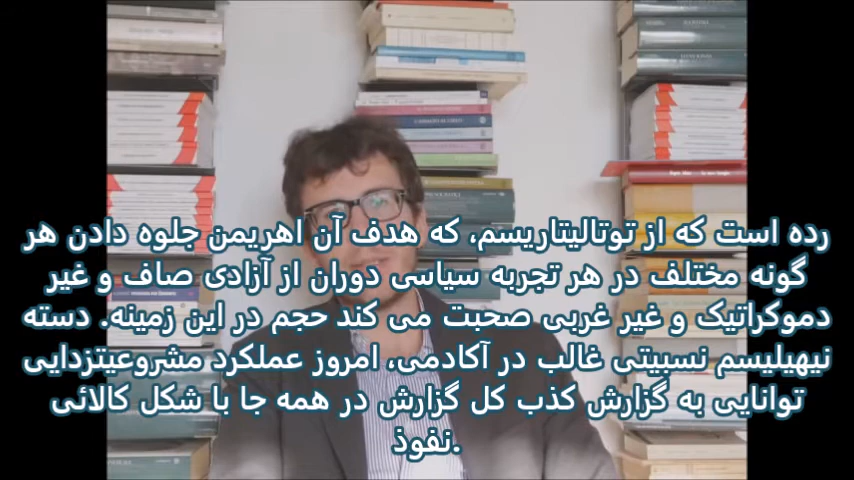 رده است که از توتالیتاریسم، که هدف آن اهریمن جلوه دادن هر
گونه مختلف در هر تجربه سیاسی دوران از آزادی صاف و غیر
دموکراتیک و غیر غربی صحبت می کند حجم در این زمینه. دسته
نیهیلیسم نسبیتی غالب در آکادمی، امروز عملکرد مشروعیتزدایی
توانایی به گزارش کذب کل گزارش در همه جا با شکل کالائی
نفوذ.